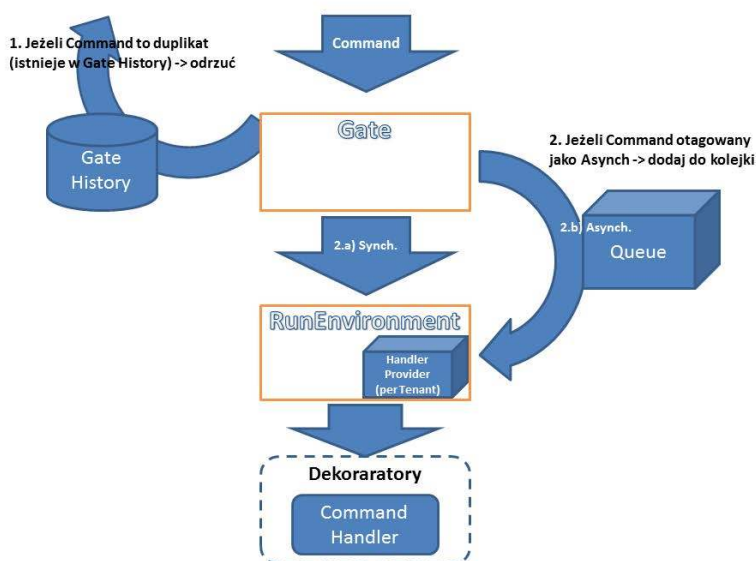 1. Jeżeli Command to duplikat
(istnieje w Gate History) -> odrzuć
Command
Gate
Gate
History
2. Jeżeli Command otagowany
jako Asynch -> dodaj do kolejki
2.a) Synch.
2.b) Asynch.
Queue
RunEnvironment
Handler
Provider
(per Tenant)
Dekoraratory
Command
Handler